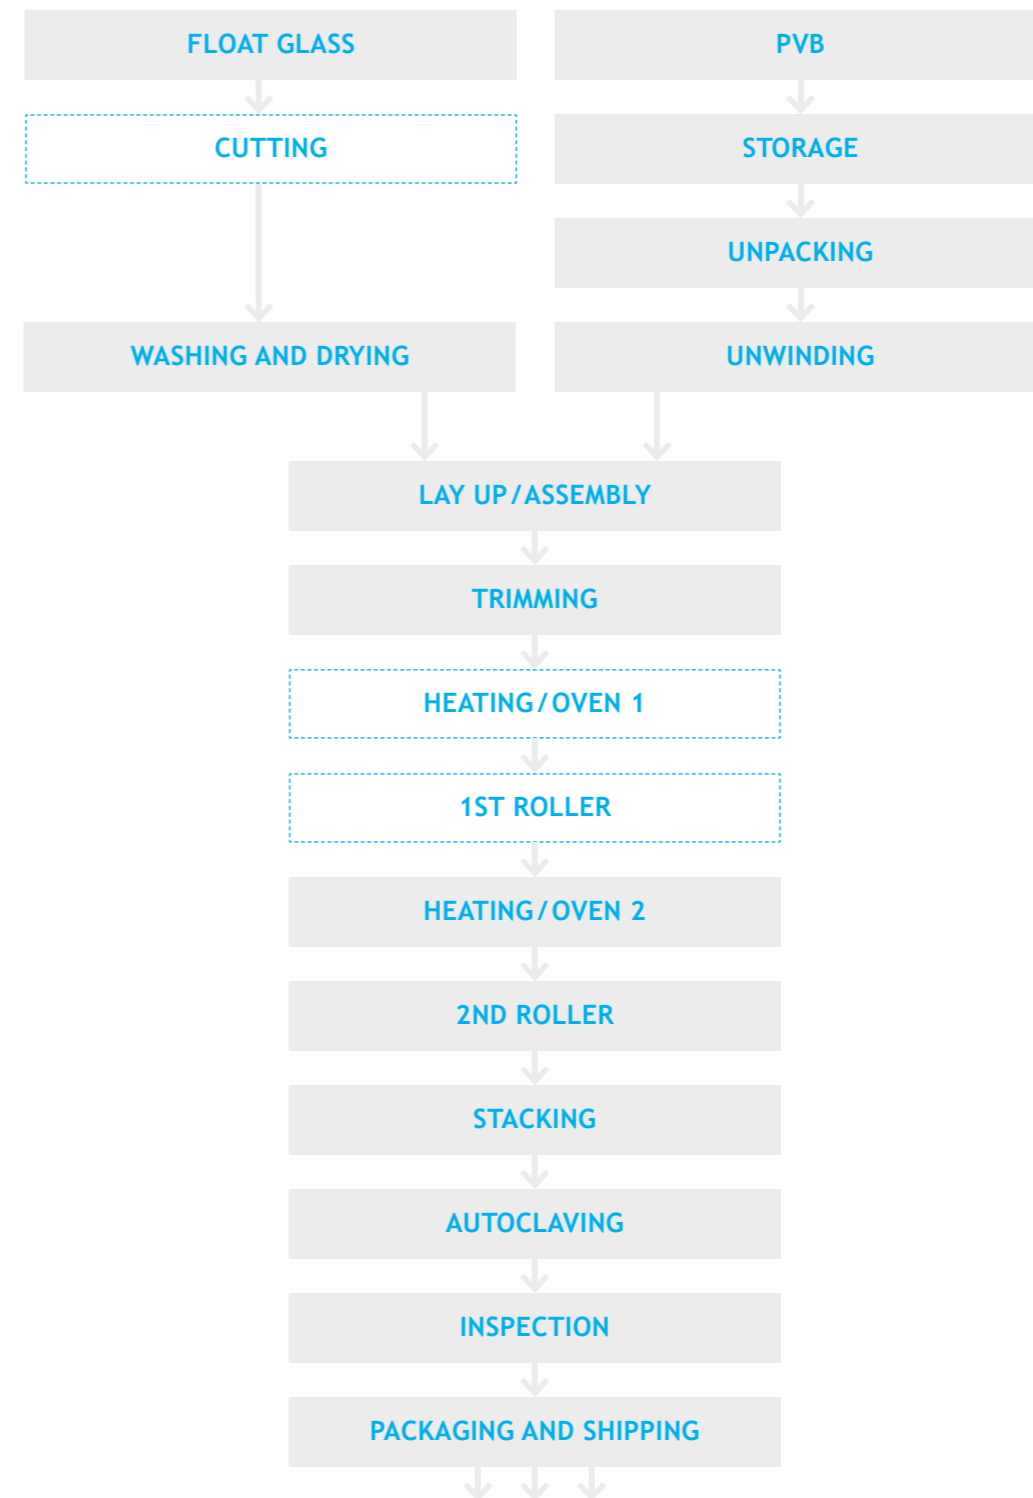 FLOAT GLASS
CUTTING
WASHING AND DRYING
PVB
STORAGE
UNPACKING
UNWINDING
LAY UP/ASSEMBLY
TRIMMING
HEATING/OVEN 1
1ST ROLLER
HEATING/OVEN 2
2ND ROLLER
STACKING
AUTOCLAVING
INSPECTION
PACKAGING AND SHIPPING